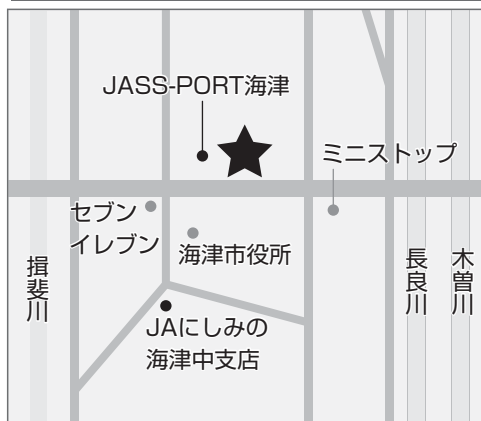 JASS-PORT海津
ミニストップ
セブン
イレブン
海津市役所
揖斐川
長良川
木曽川
JAにしみの
海津中支店